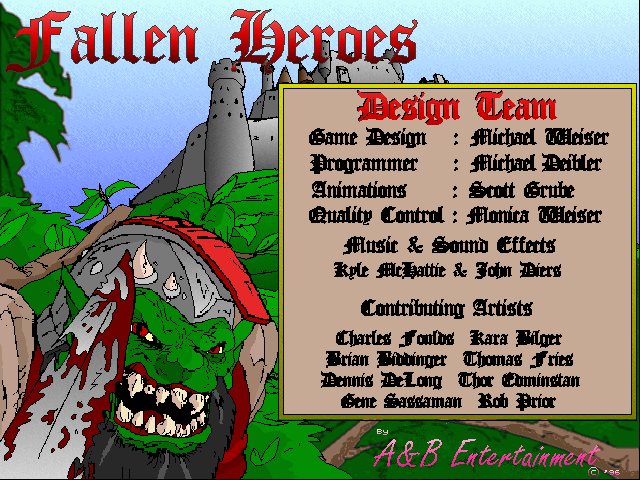 Fallen Heroes
Design Team
Game Design : Michael Weiser
Programmer : Michael Deibler
Animations : Scott Grube
Quality Control : Monica Weiser
Music & Sound Effects
Kyle McHattie & John Diers
Contributing Artists
Charles Foulds Kara Bilger
Brian Biddinger Thomas Fries
Dennis DeLong Thor Edminstan
Gene Sassaman Rob Prior
By
A&B Entertainment
© '96